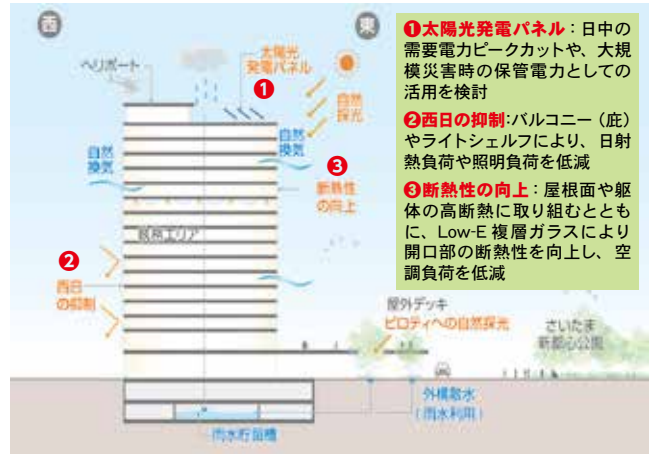 西
東
ヘリポート
太陽光
発電パネル
❶
自然
採光
自然
換気
自然
換気
❸
断熱性
の向上
❷
西日
の抑制
屋外デッキ
ピロティへの自然採光
さいたま
新都心公園
外構散水
（雨水利用）
雨水貯留槽
❶太陽光発電パネル：日中の
需要電力ピークカットや、大規
模災害時の保管電力としての
活用を検討
❷西日の抑制:バルコニー（庇）
やライトシェルフにより、日射
熱負荷や照明負荷を低減
❸断熱性の向上：屋根面や躯
体の高断熱に取り組むととも
に、Low-E 複層ガラスにより
開口部の断熱性を向上し、空
調負荷を低減